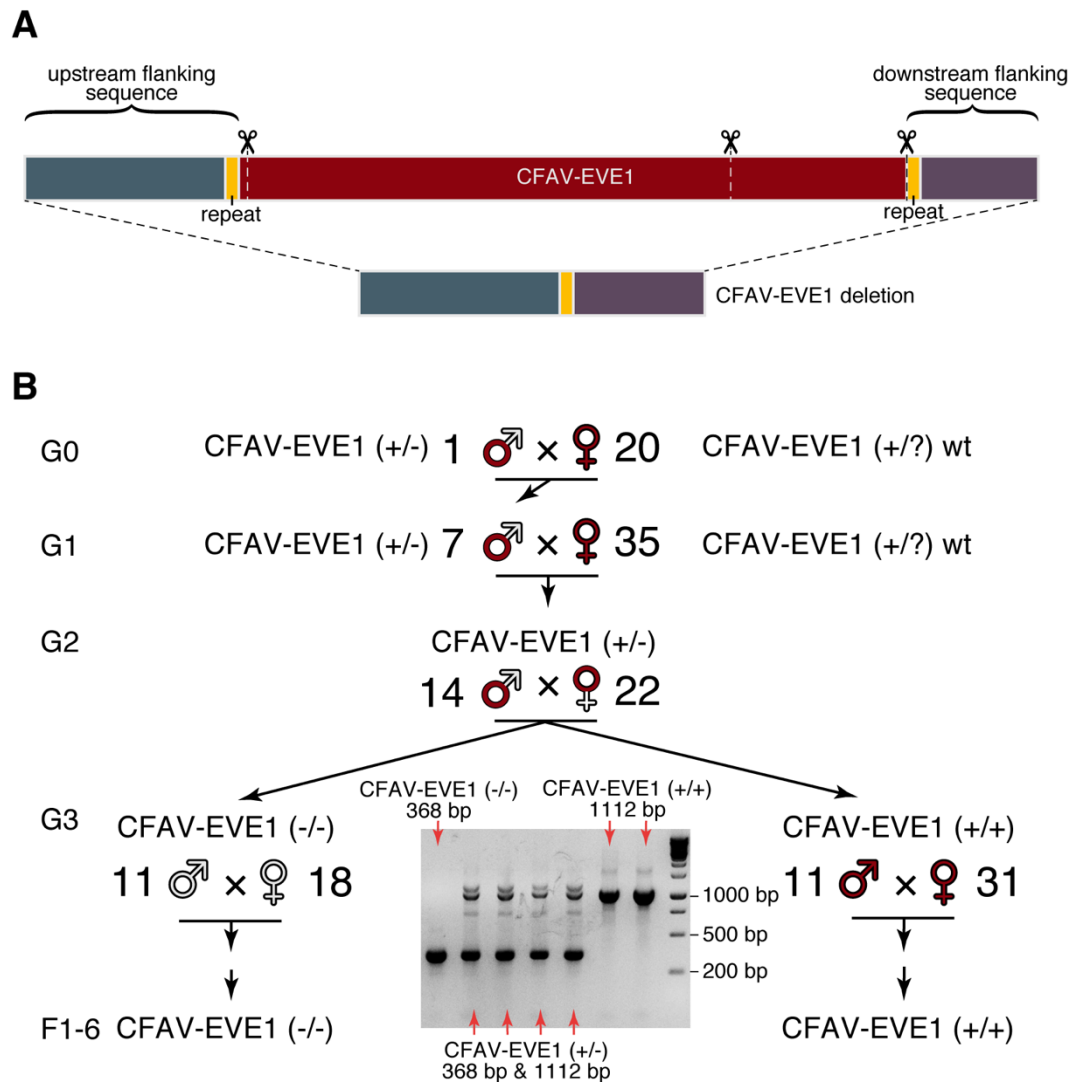 A
upstream flanking
sequence
downstream flanking
sequence
CFAV-EVE1
repeat
repeat
CFAV-EVE1 deletion
B
G0 CFAV-EVE1 (+/-) 1 ♂ × ♀ 20 CFAV-EVE1 (+/?) wt
G1 CFAV-EVE1 (+/-) 7 ♂ × ♀ 35 CFAV-EVE1 (+/?) wt
G2 CFAV-EVE1 (+/-)
14 ♂ × ♀ 22
CFAV-EVE1 (-/-)
368 bp
CFAV-EVE1 (+/+)
1112 bp
G3 CFAV-EVE1 (-/-)
11 ♂ × ♀ 18
CFAV-EVE1 (+/+)
11 ♂ × ♀ 31
1000 bp
500 bp
200 bp
F1-6 CFAV-EVE1 (-/-)
CFAV-EVE1 (+/+)
CFAV-EVE1 (+/-)
368 bp & 1112 bp